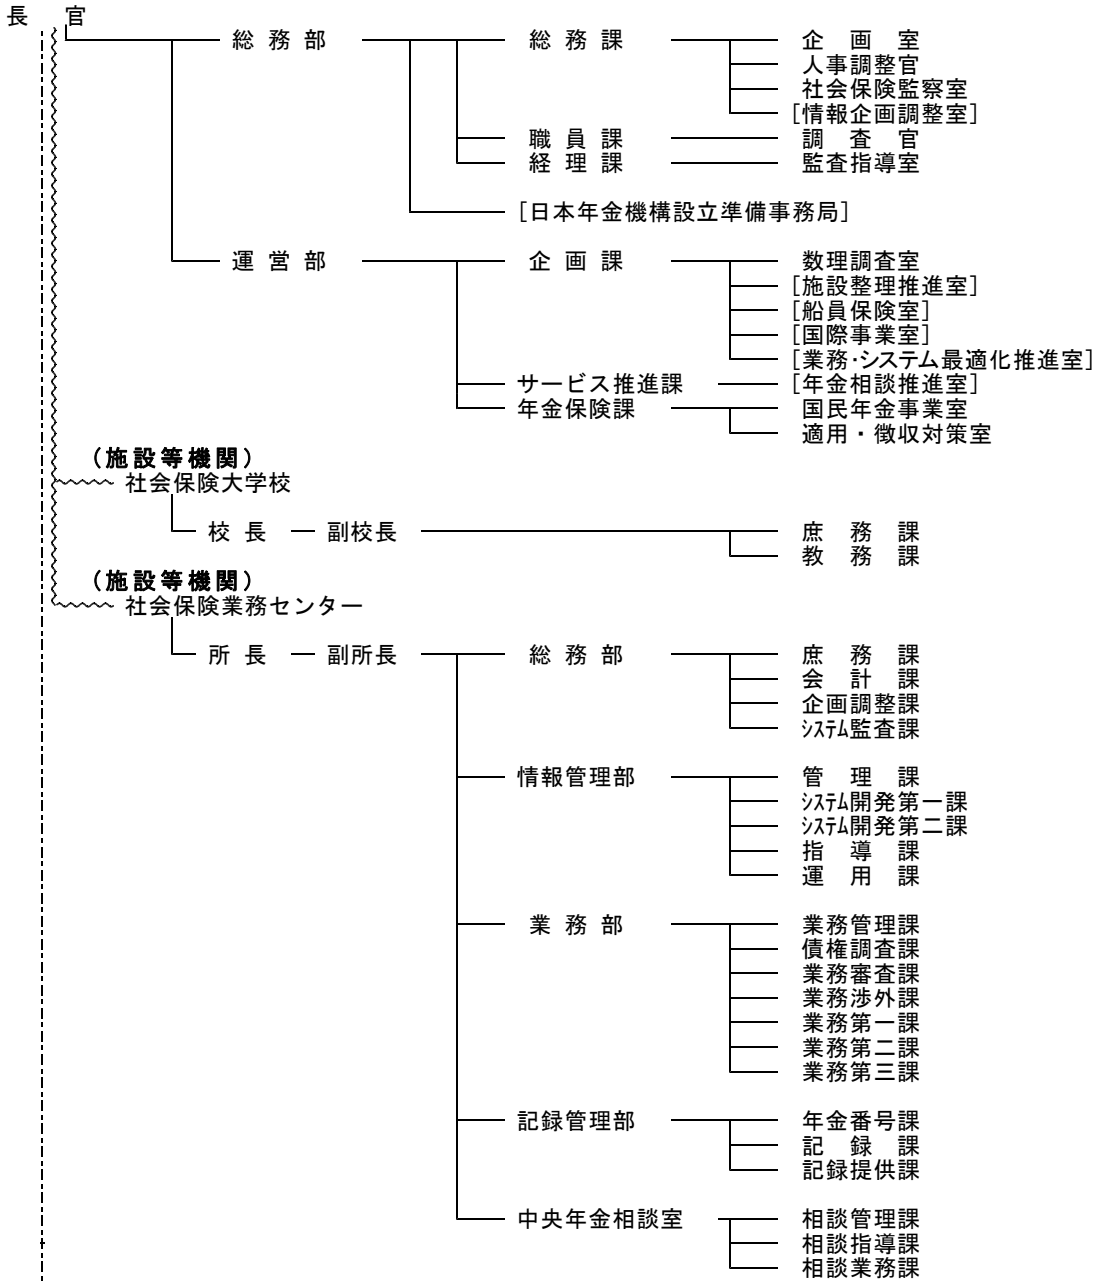 長 官
総 務 部 総 務 課 企 画 室
人事調整官
社会保険監察室
[情報企画調整室]
職 員 課 調 査 官
経 理 課 監査指導室
[日本年金機構設立準備事務局]
運 営 部 企 画 課 数理調査室
[施設整理推進室]
[船員保険室]
[国際事業室]
[業務・システム最適化推進室]
サービス推進課 [年金相談推進室]
年金保険課 国民年金事業室
適用・徴収対策室
（施設等機関）
社会保険大学校
校 長 副校長 庶 務 課
教 務 課
（施設等機関）
社会保険業務センター
所 長 副所長 総 務 部 庶 務 課
会 計 課
企画調整課
ｼｽﾃﾑ監査課
情報管理部 管 理 課
ｼｽﾃﾑ開発第一課
ｼｽﾃﾑ開発第二課
指 導 課
運 用 課
業 務 部 業務管理課
債権調査課
業務審査課
業務渉外課
業務第一課
業務第二課
業務第三課
記録管理部 年金番号課
記 録 課
記録提供課
中央年金相談室 相談管理課
相談指導課
相談業務課